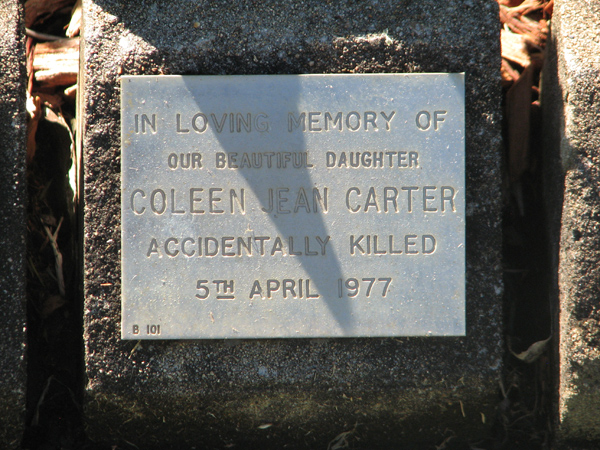 IN LOVING MEMORY OF
OUR BEAUTIFUL DAUGHTER
COLEEN JEAN CARTER
ACCIDENTALLY KILLED
5TH APRIL 1977
B 101